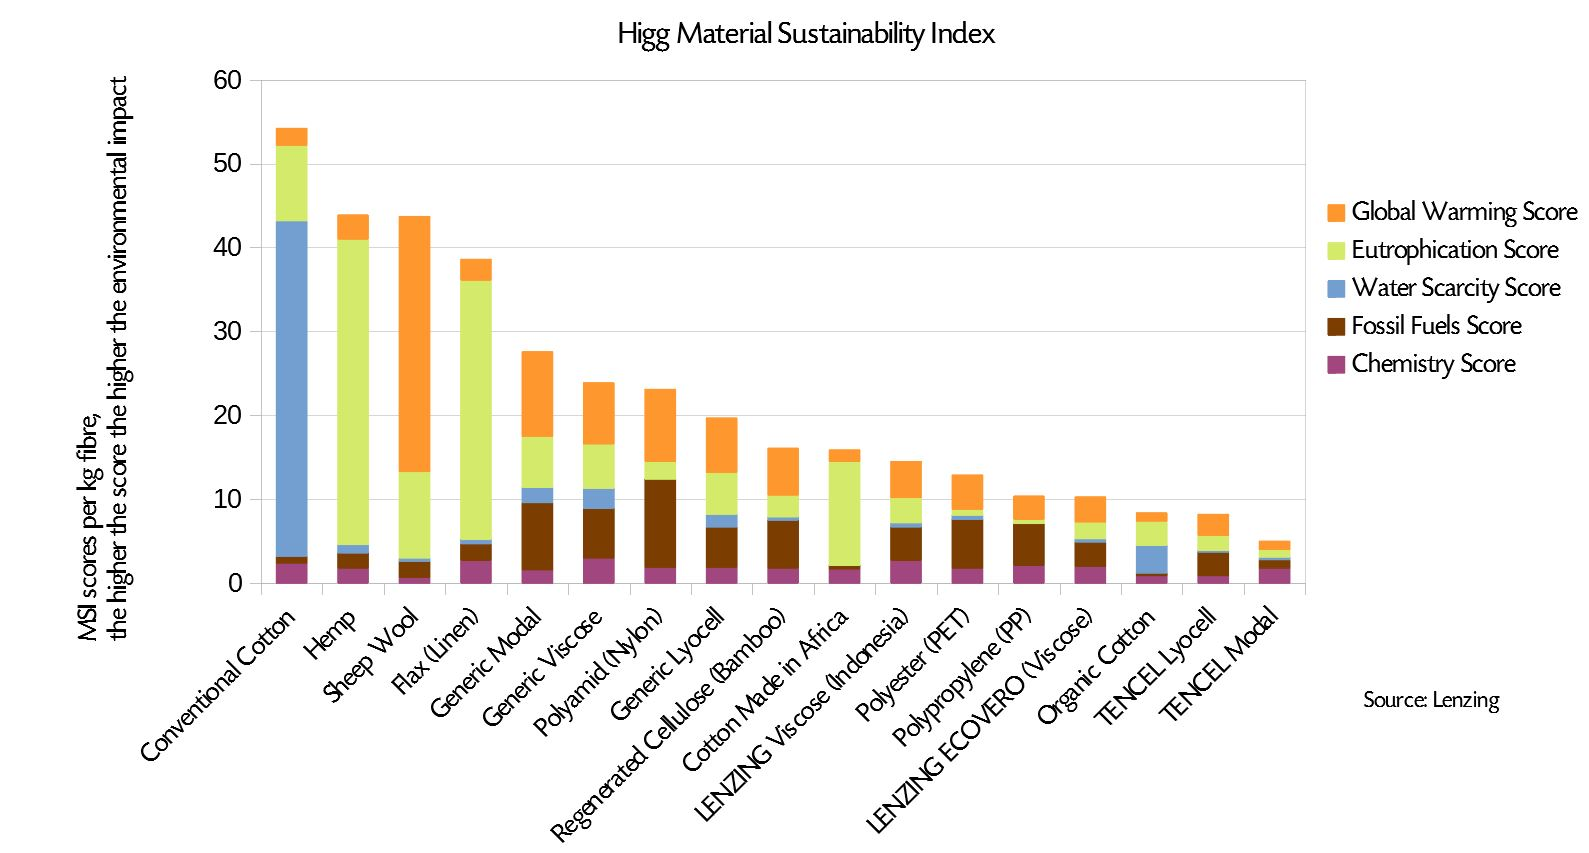 Higg Material Sustainability Index
MSI scores per kg fibre,
the higher the score the higher the environmental impact
60
50
40
30
20
10
0
Conventional Cotton
Hemp
Sheep Wool
Flax (Linen)
Generic Modal
Generic Viscose
Polyamid (Nylon)
Generic Lyocell
Regenerated Cellulose (Bamboo)
Cotton Made in Africa
LENZING Viscose (Indonesia)
Polyester (PET)
Polypropylene (PP)
LENZING ECOVERO (Viscose)
Organic Cotton
TENCEL Lyocell
TENCEL Modal
Global Warming Score
Eutrophication Score
Water Scarcity Score
Fossil Fuels Score
Chemistry Score
Source: Lenzing